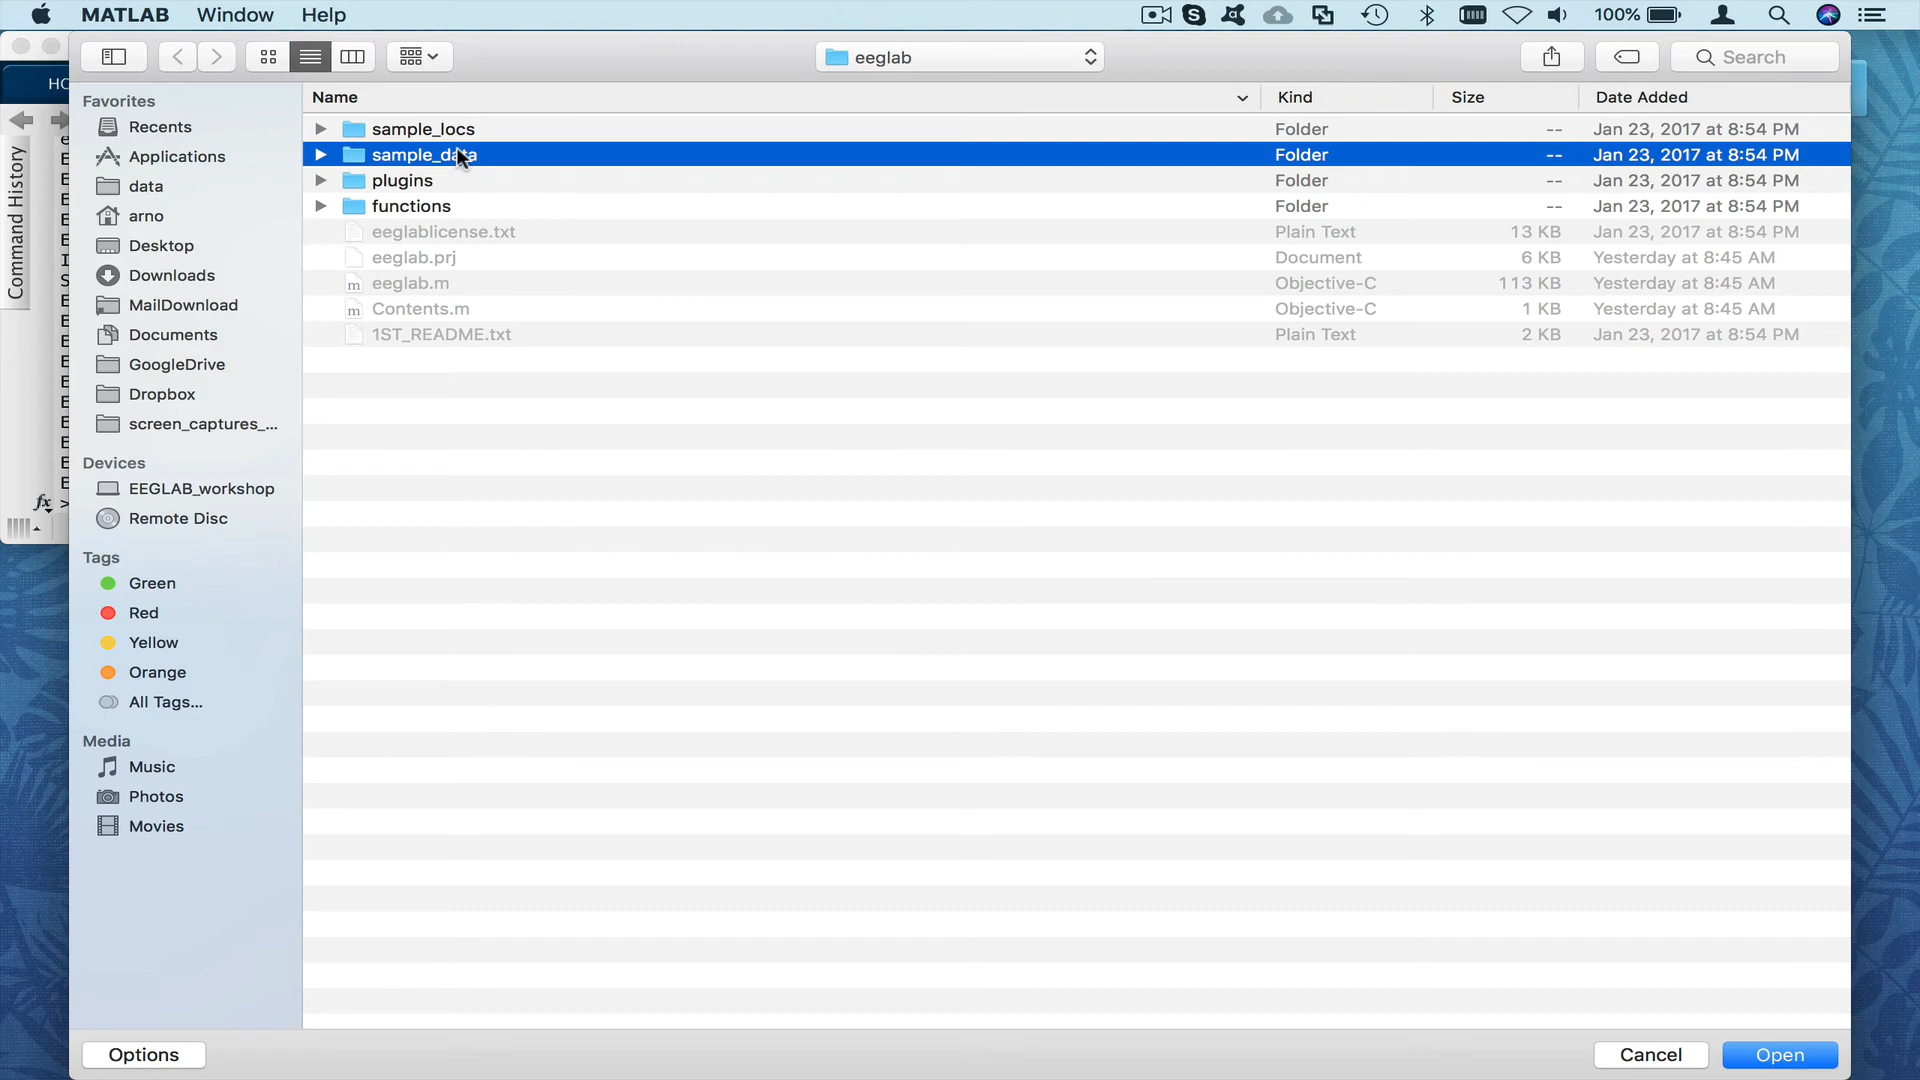 MATLAB Window Help 100%
HO
eeglab Search
Name Kind Size Date Added
Favorites
Recents
Applications
data
arno
Desktop
Downloads
MailDownload
Documents
GoogleDrive
Dropbox
screen_captures_...
Devices
EEGLAB_workshop
Remote Disc
Tags
Green
Red
Yellow
Orange
All Tags...
Media
Music
Photos
Movies
sample_locs Folder -- Jan 23, 2017 at 8:54 PM
sample_data Folder -- Jan 23, 2017 at 8:54 PM
plugins Folder -- Jan 23, 2017 at 8:54 PM
functions Folder -- Jan 23, 2017 at 8:54 PM
eeglablicense.txt Plain Text 13 KB Jan 23, 2017 at 8:54 PM
eeglab.prj Document 6 KB Yesterday at 8:45 AM
eeglab.m Objective-C 113 KB Yesterday at 8:45 AM
Contents.m Objective-C 1 KB Yesterday at 8:45 AM
1ST_README.txt Plain Text 2 KB Jan 23, 2017 at 8:54 PM
Command History
fx >
Options Cancel Open